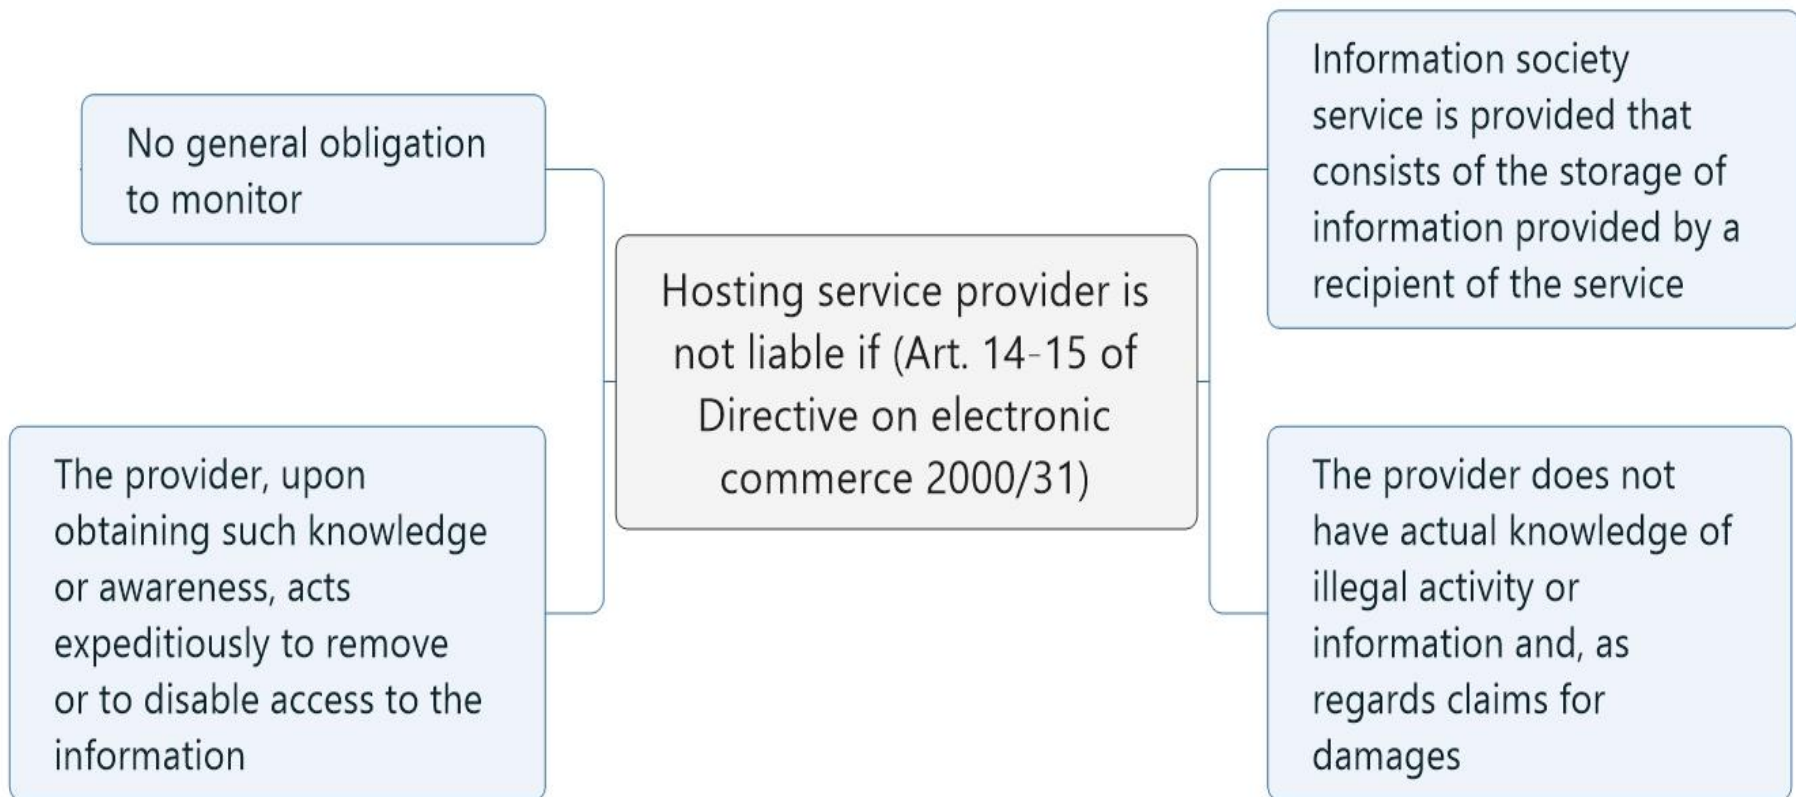 No general obligation
to monitor
The provider, upon
obtaining such knowledge
or awareness, acts
expeditiously to remove
or to disable access to the
information
Hosting service provider is
not liable if (Art. 14-15 of
Directive on electronic
commerce 2000/31)
Information society
service is provided that
consists of the storage of
information provided by a
recipient of the service
The provider does not
have actual knowledge of
illegal activity or
information and, as
regards claims for
damages